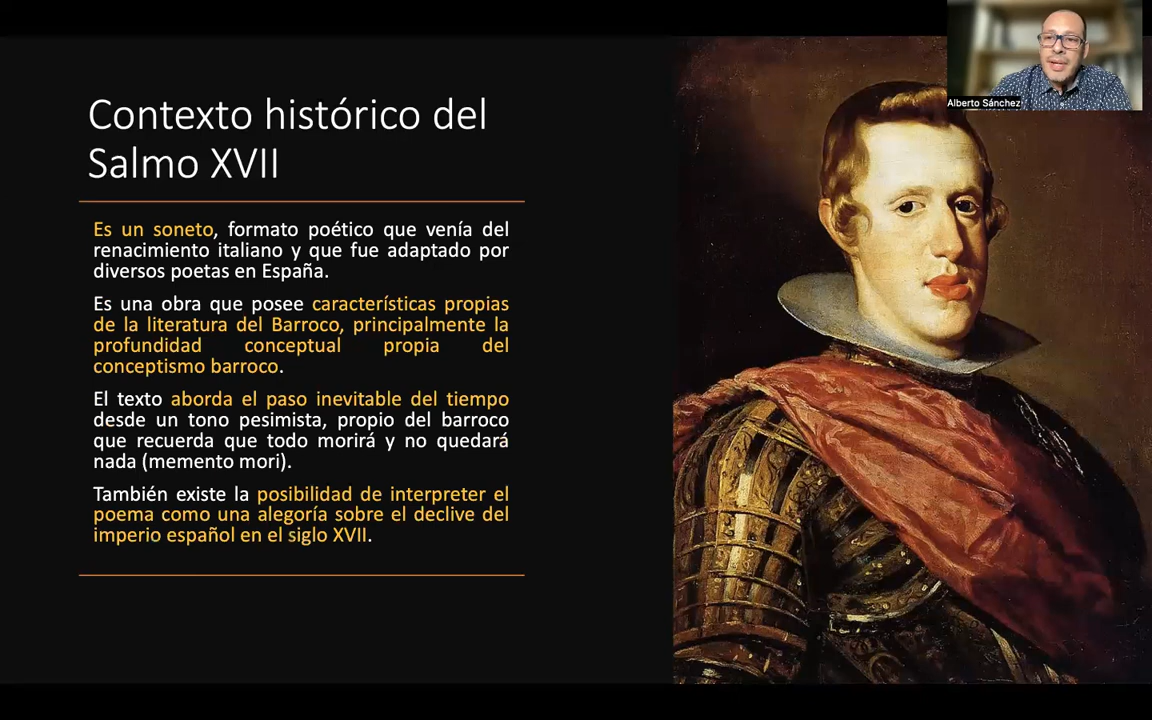 Alberto Sánchez
Contexto histórico del
Salmo XVII
Es un soneto, formato poético que venía del
renacimiento italiano y que fue adaptado por
diversos poetas en España.
Es una obra que posee características propias
de la literatura del Barroco, principalmente la
profundidad conceptual propia del
conceptismo barroco.
El texto aborda el paso inevitable del tiempo
desde un tono pesimista, propio del barroco
que recuerda que todo morirá y no quedará
nada (memento mori).
También existe la posibilidad de interpreter el
poema como una alegoría sobre el declive del
imperio español en el siglo XVII.